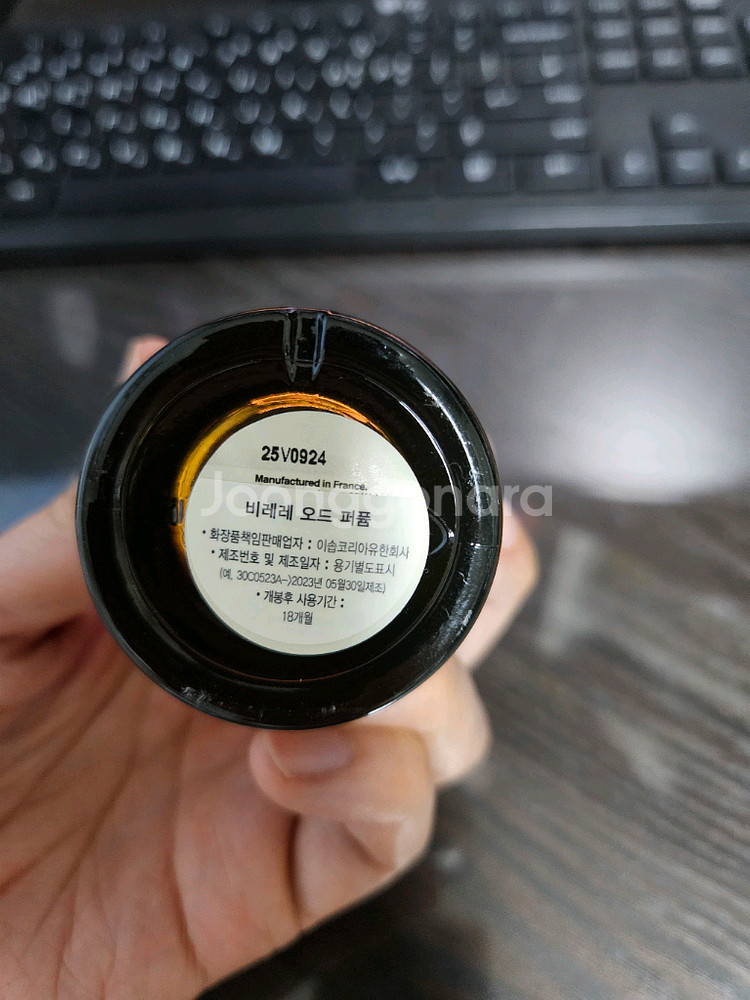 25V0924
Manufactured in France.
Joonggonara
비레레 오드 퍼퓸
• 화장품책임판매업자 : 이솝코리아유한회사
• 제조번호 및 제조일자 : 용기별도표시
(예. 30C0523A->2023년 05월30일제조)
• 개봉후 사용기간 :
18개월